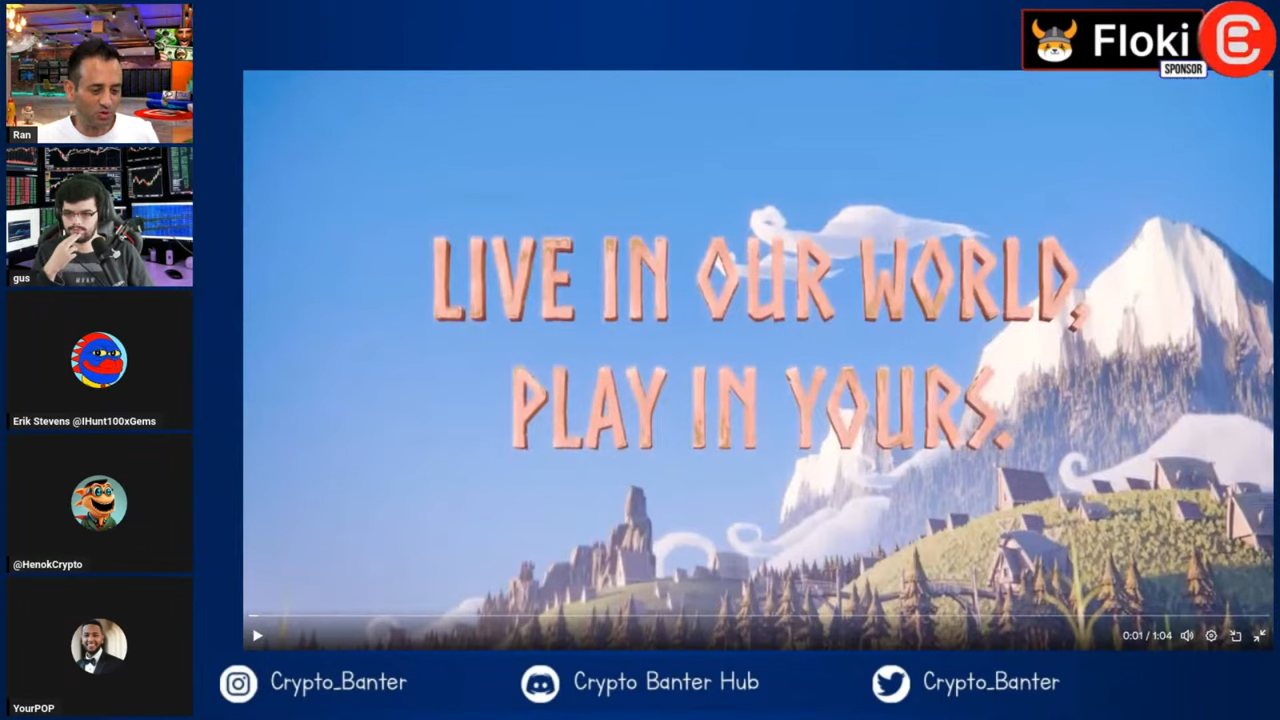 Floki
SPONSOR
Ran
gus
Erik Stevens @IHunt100xGems
@HenokCrypto
YourPOP
LIVE IN OUR WORLD,
PLAY IN YOURS.
0:01 / 1:04
Crypto_Banter
Crypto Banter Hub
Crypto_Banter